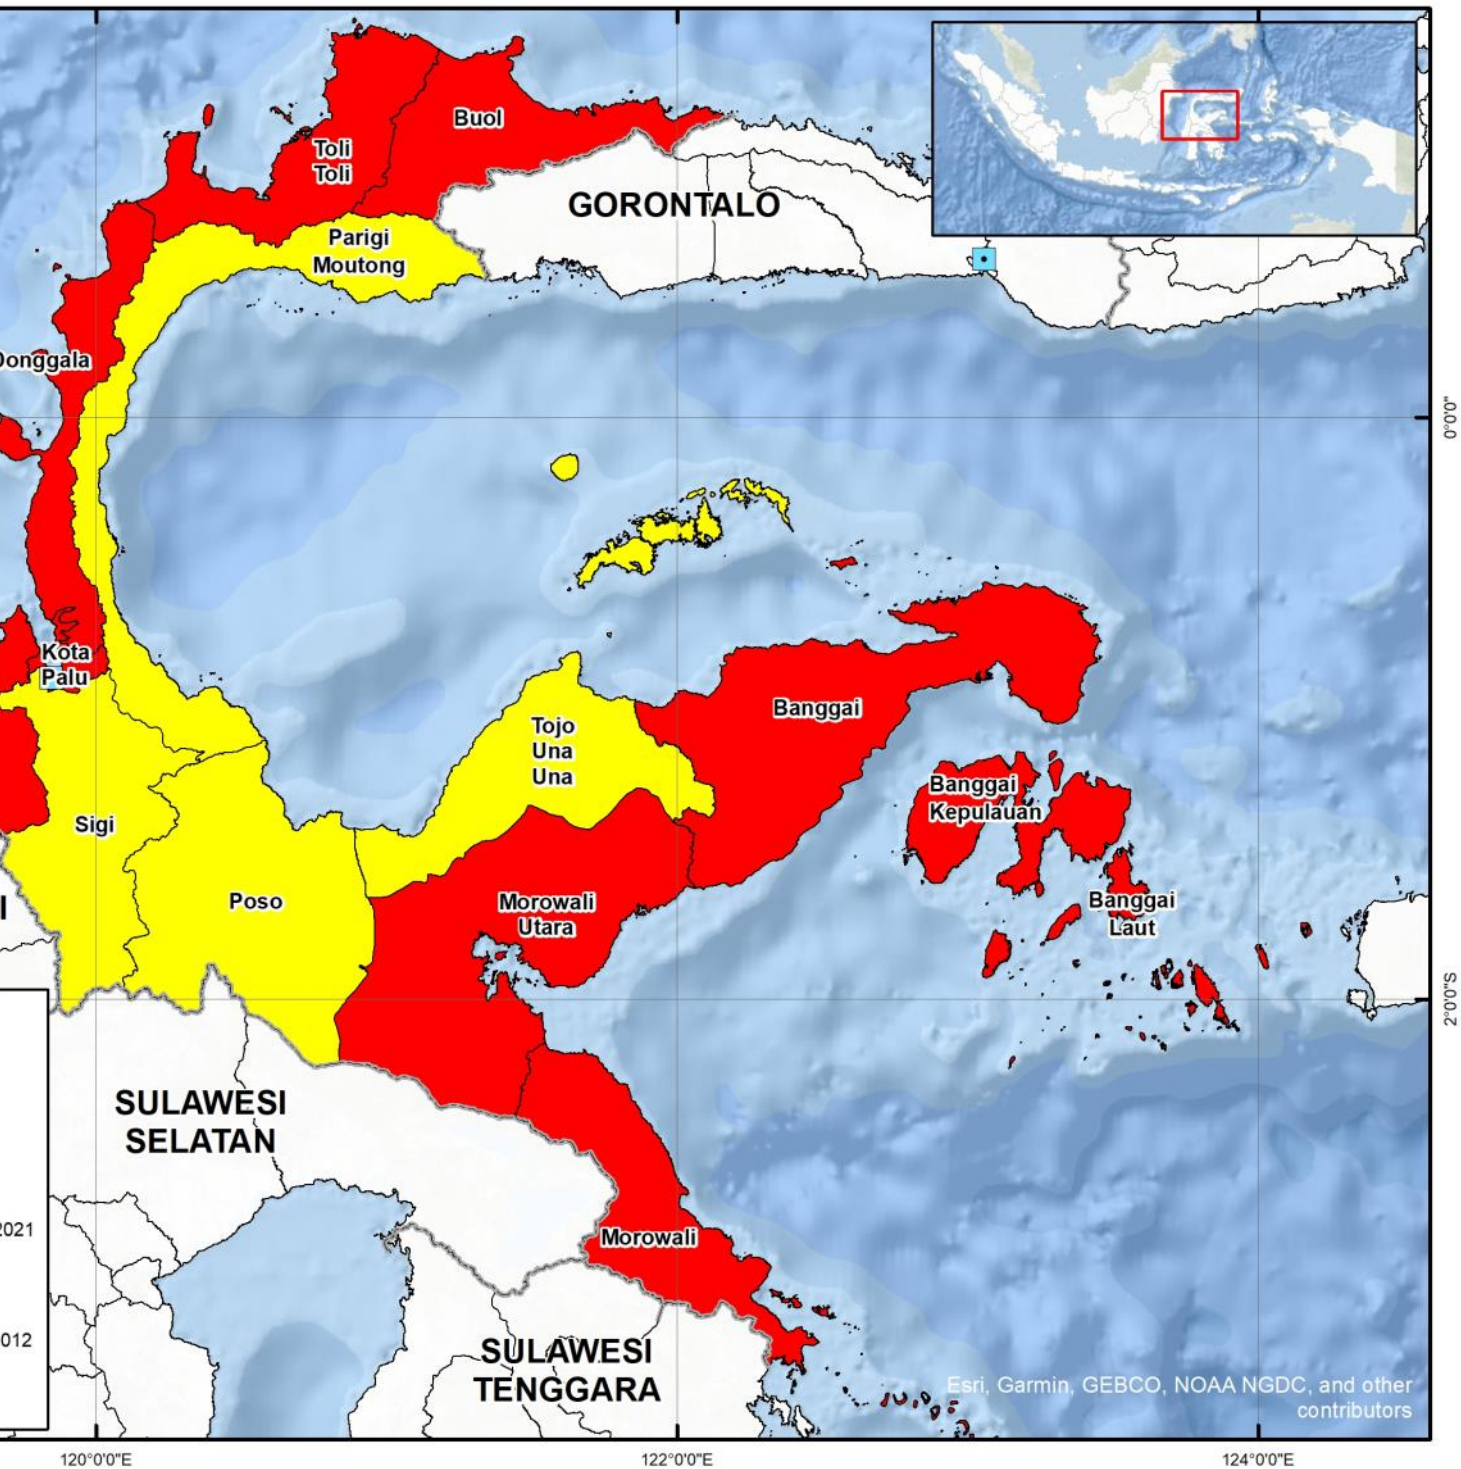 Buol
Toli
Toli
GORONTALO
Parigi
Moutong
Donggala
0°0'0"
Kota
Palu
Banggai
Tojo
Una
Una
Banggai
Kepulauan
Sigi
Poso
Morowali
Utara
Banggai
Laut
I
2°0'0"S
SULAWESI
SELATAN
2021
Morowali
012
SULAWESI
TENGGARA
Esri, Garmin, GEBCO, NOAA NGDC, and other
contributors
120°0'0"E
122°0'0"E
124°0'0"E